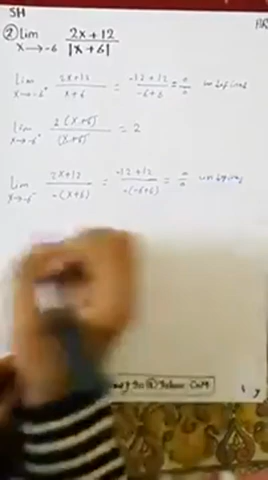 SH
② lim x→-6 2x+12 / |x+6|
lim x→-6⁺ 2x+12 / x+6 = -12+12 / -6+6 = 0/0
lim x→-6⁺ 2(x+6) / (x+6) = 2
lim x→-6⁻ 2x+12 / -(x+6) = -12+12 / -(-6+6) = 0/0